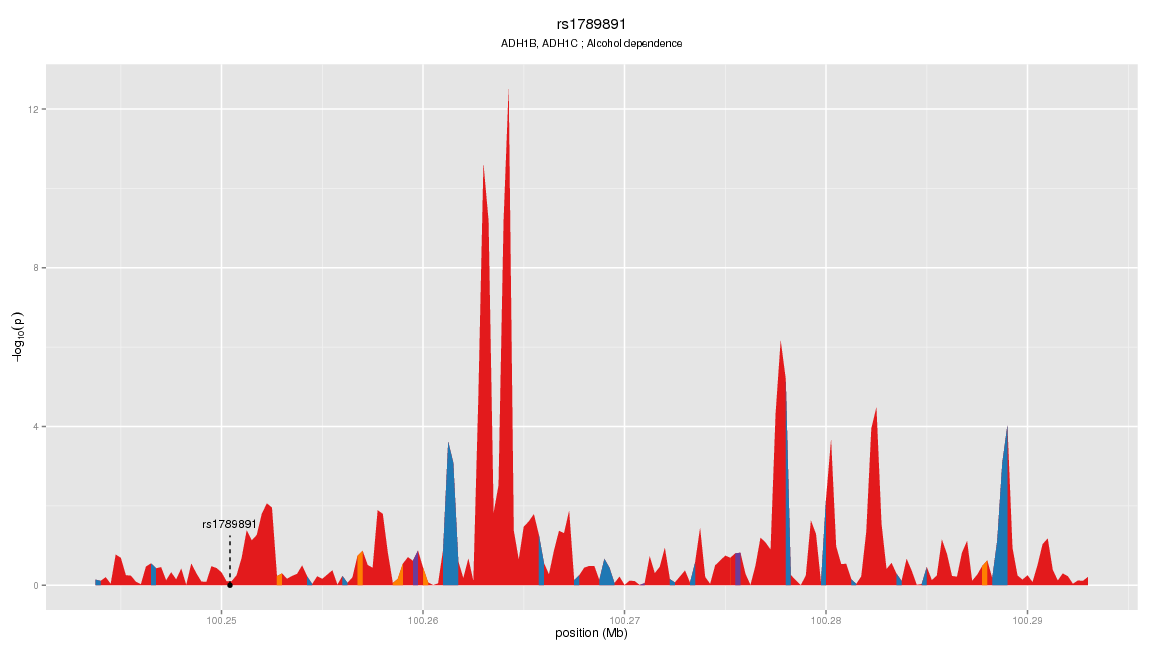 rs1789891
ADH1B, ADH1C ; Alcohol dependence
12
8
4
0
−log10(p)
rs1789891
100.25
100.26
100.27
100.28
100.29
position (Mb)